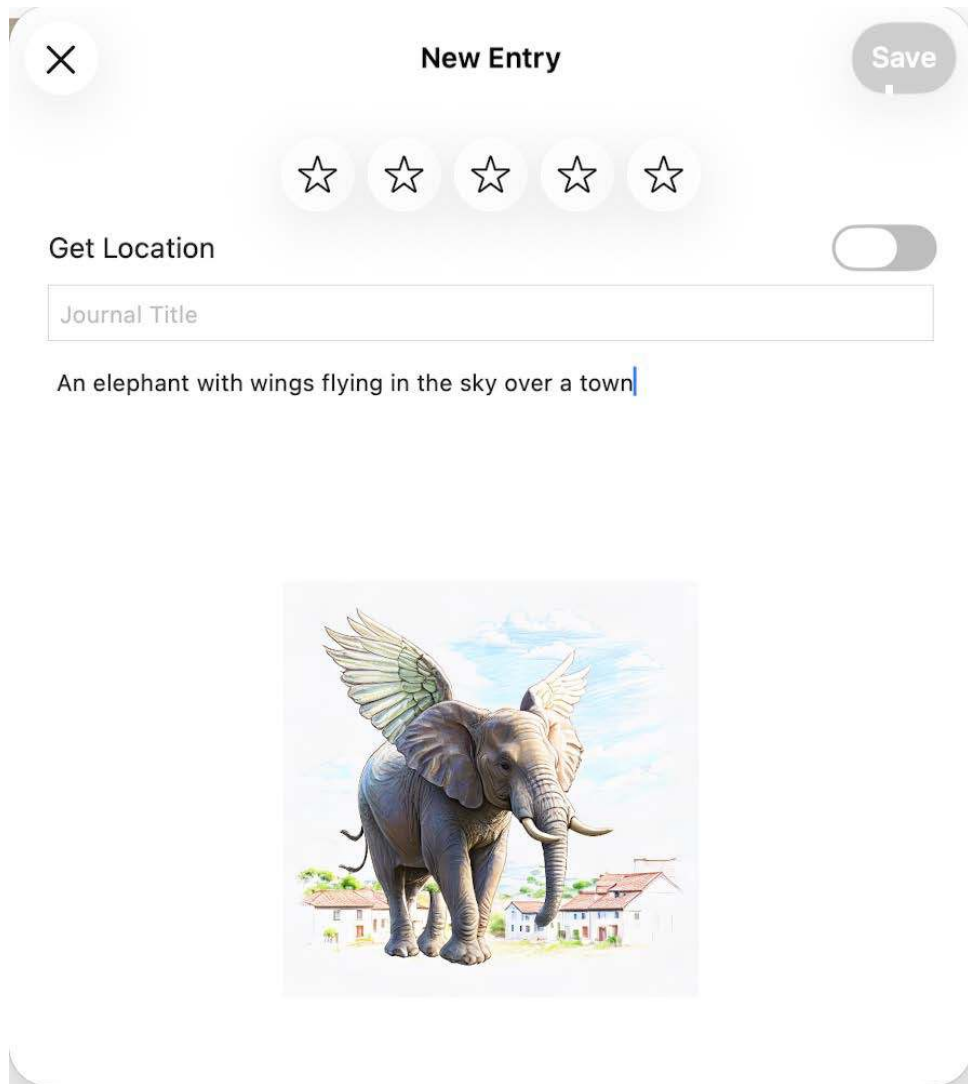 New Entry
Save
Get Location
Journal Title
An elephant with wings flying in the sky over a town